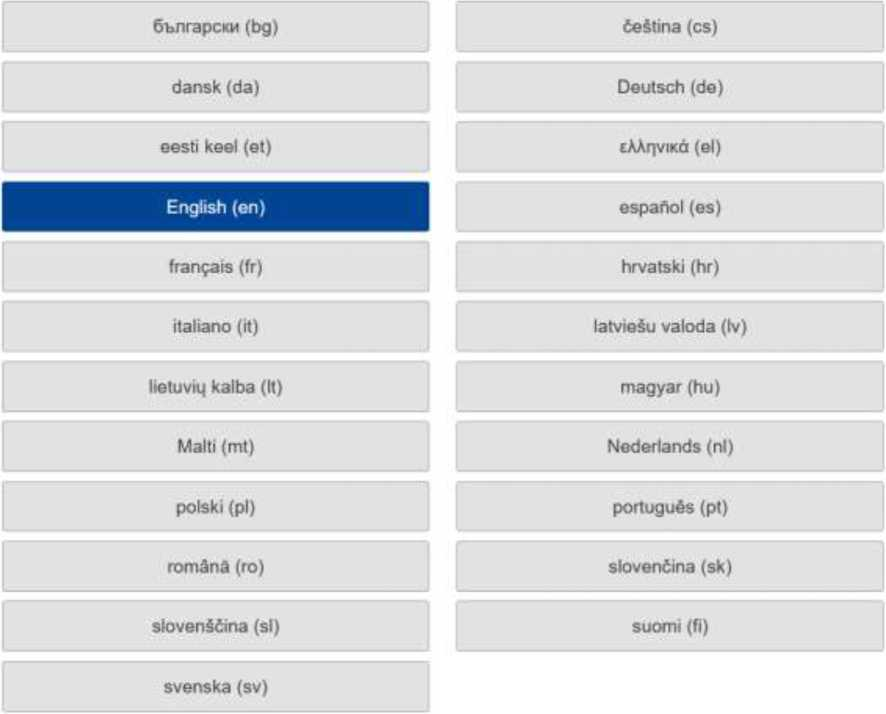 български (bg)
čeština (cs)
dansk (da)
Deutsch (de)
eesti keel (et)
ελληνικά (el)
English (en)
español (es)
français (fr)
hrvatski (hr)
italiano (it)
latviešu valoda (lv)
lietuvių kalba (lt)
magyar (hu)
Malti (mt)
Nederlands (nl)
polski (pl)
português (pt)
română (ro)
slovenčina (sk)
slovenščina (sl)
suomi (fi)
svenska (sv)